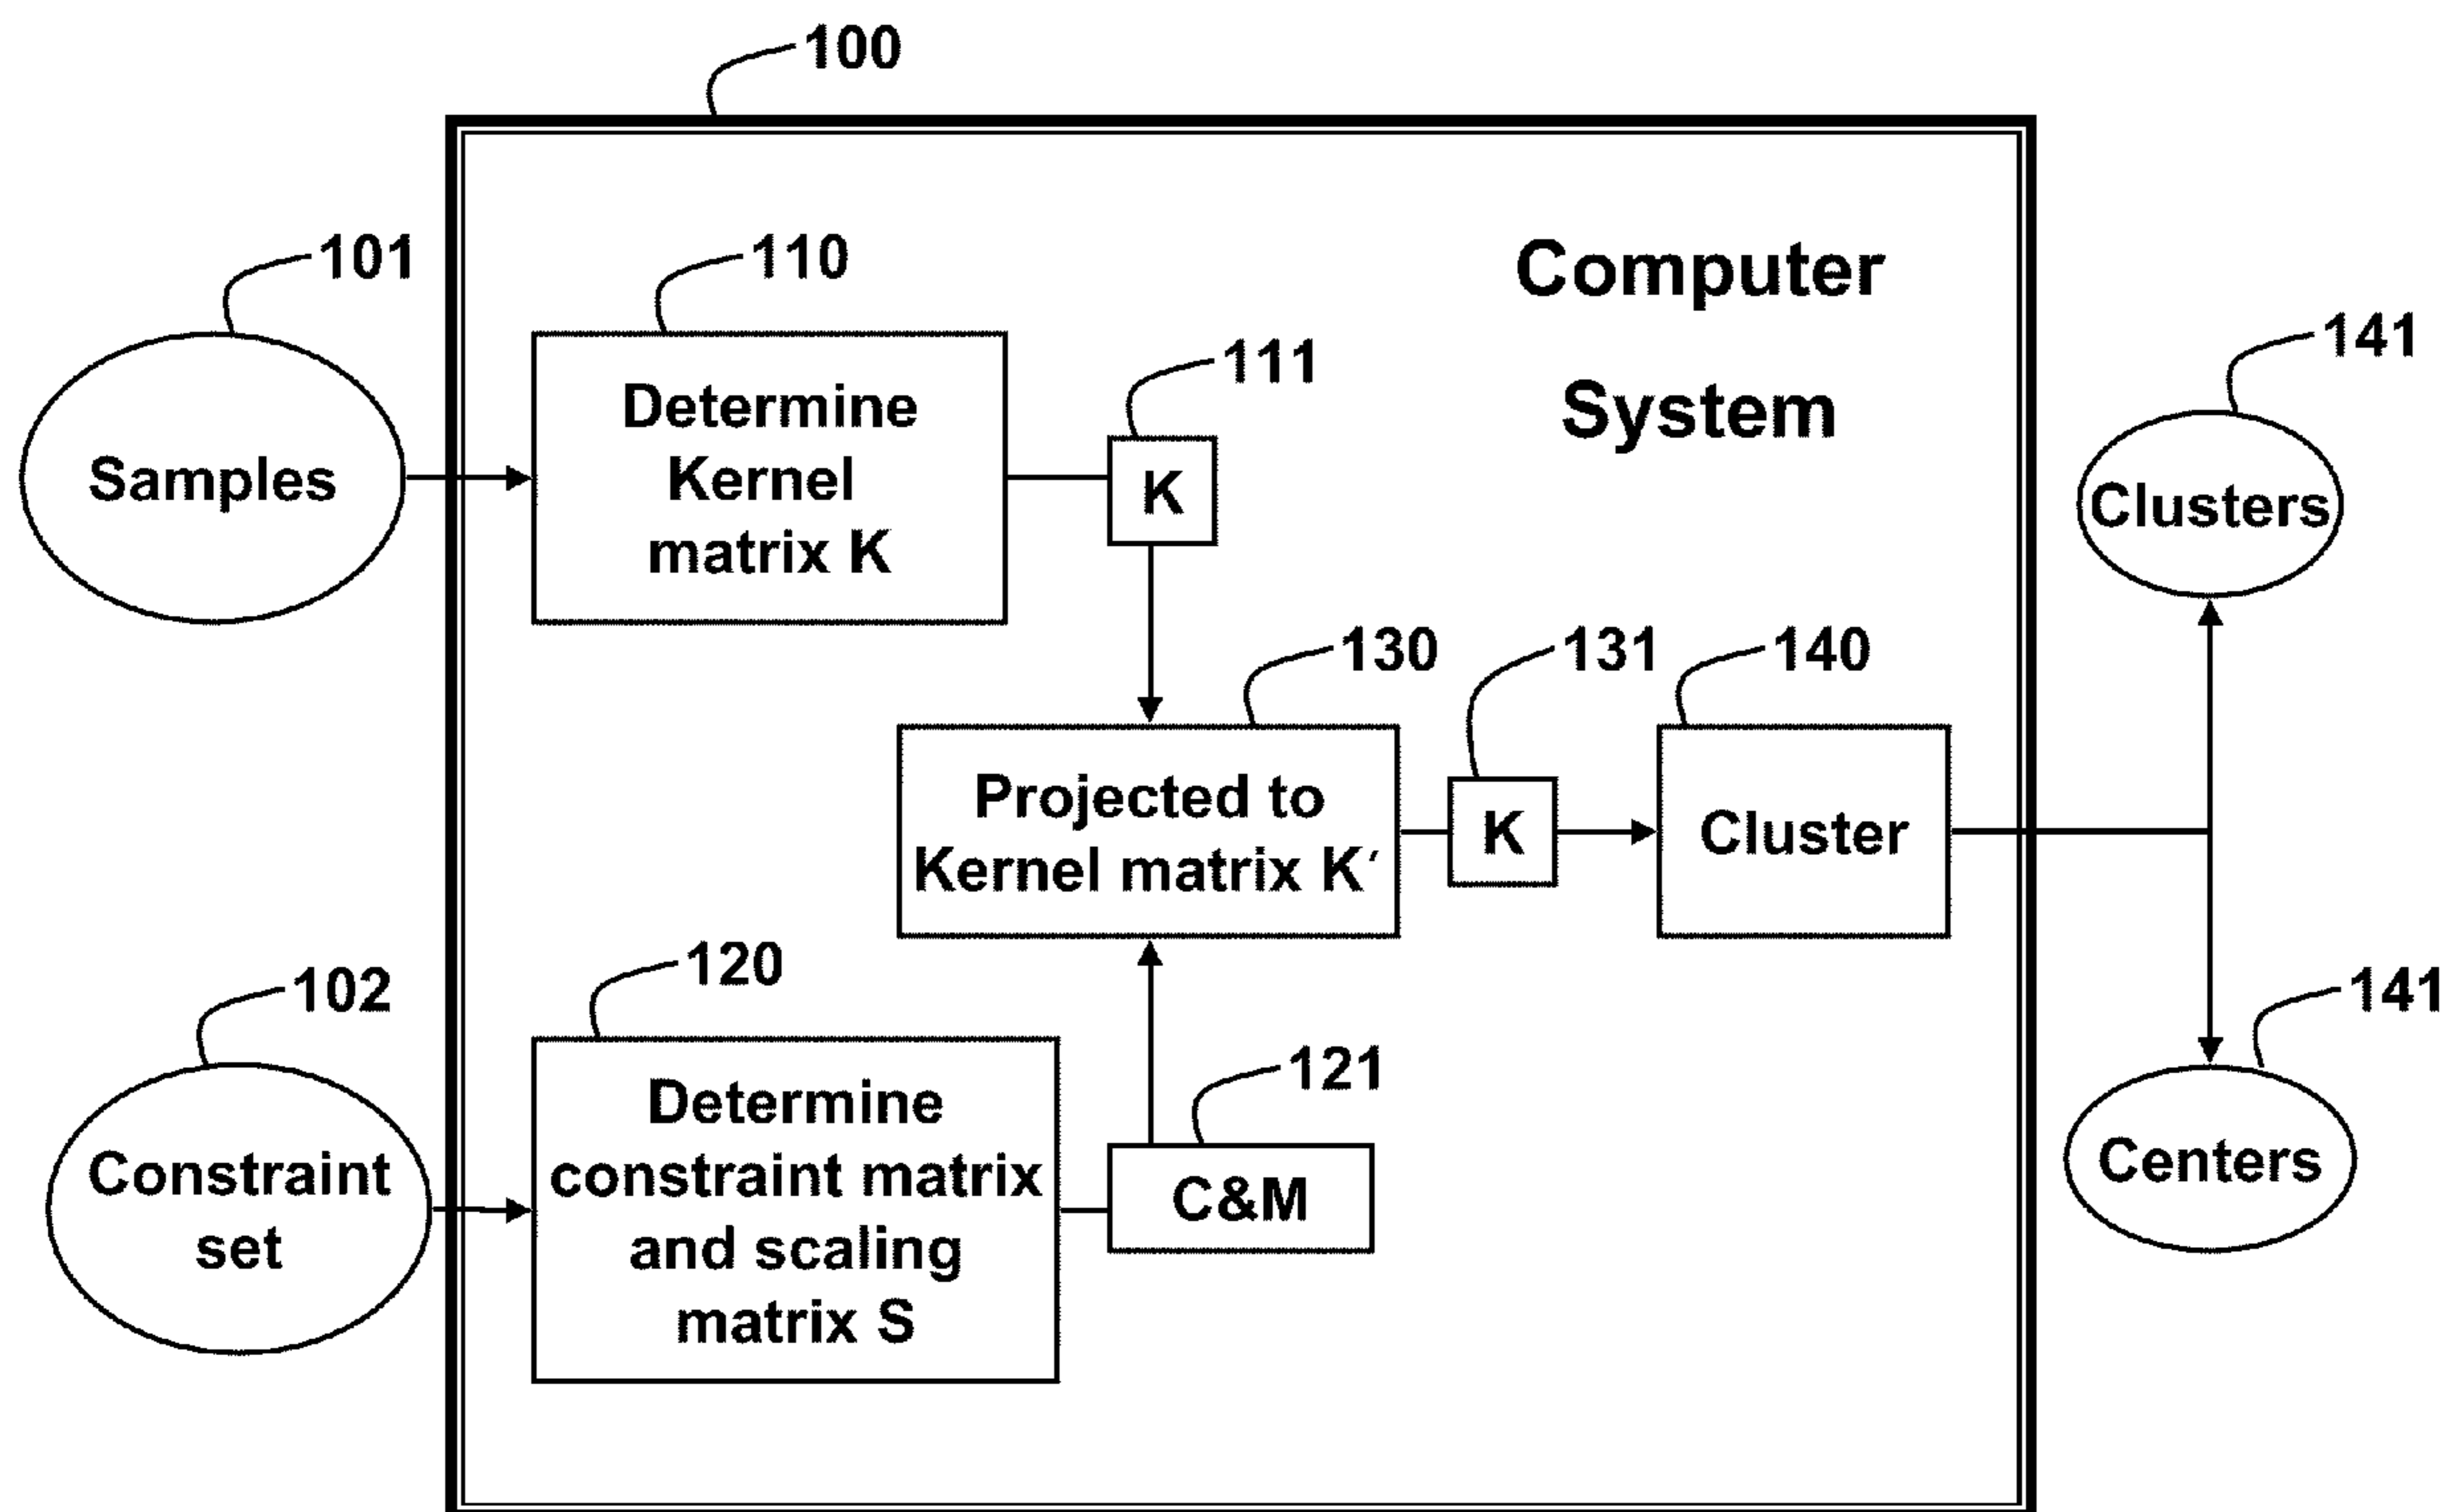 100
101
110
Computer
System
111
141
Samples
Determine
Kernel
matrix K
K
Clusters
130
131
140
Projected to
Kernel matrix K′
K
Cluster
102
120
121
141
Constraint
set
Determine
constraint matrix
and scaling
matrix S
C&M
Centers